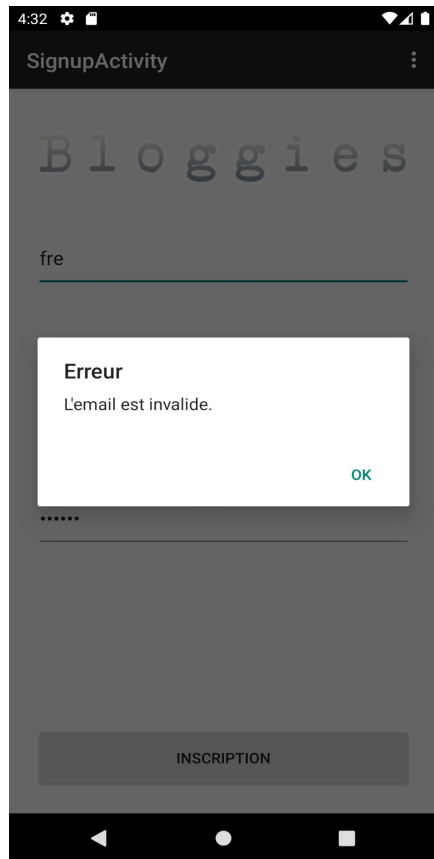 4:32
SignupActivity
Bloggies
fre
Erreur
L'email est invalide.
OK
••••••
INSCRIPTION